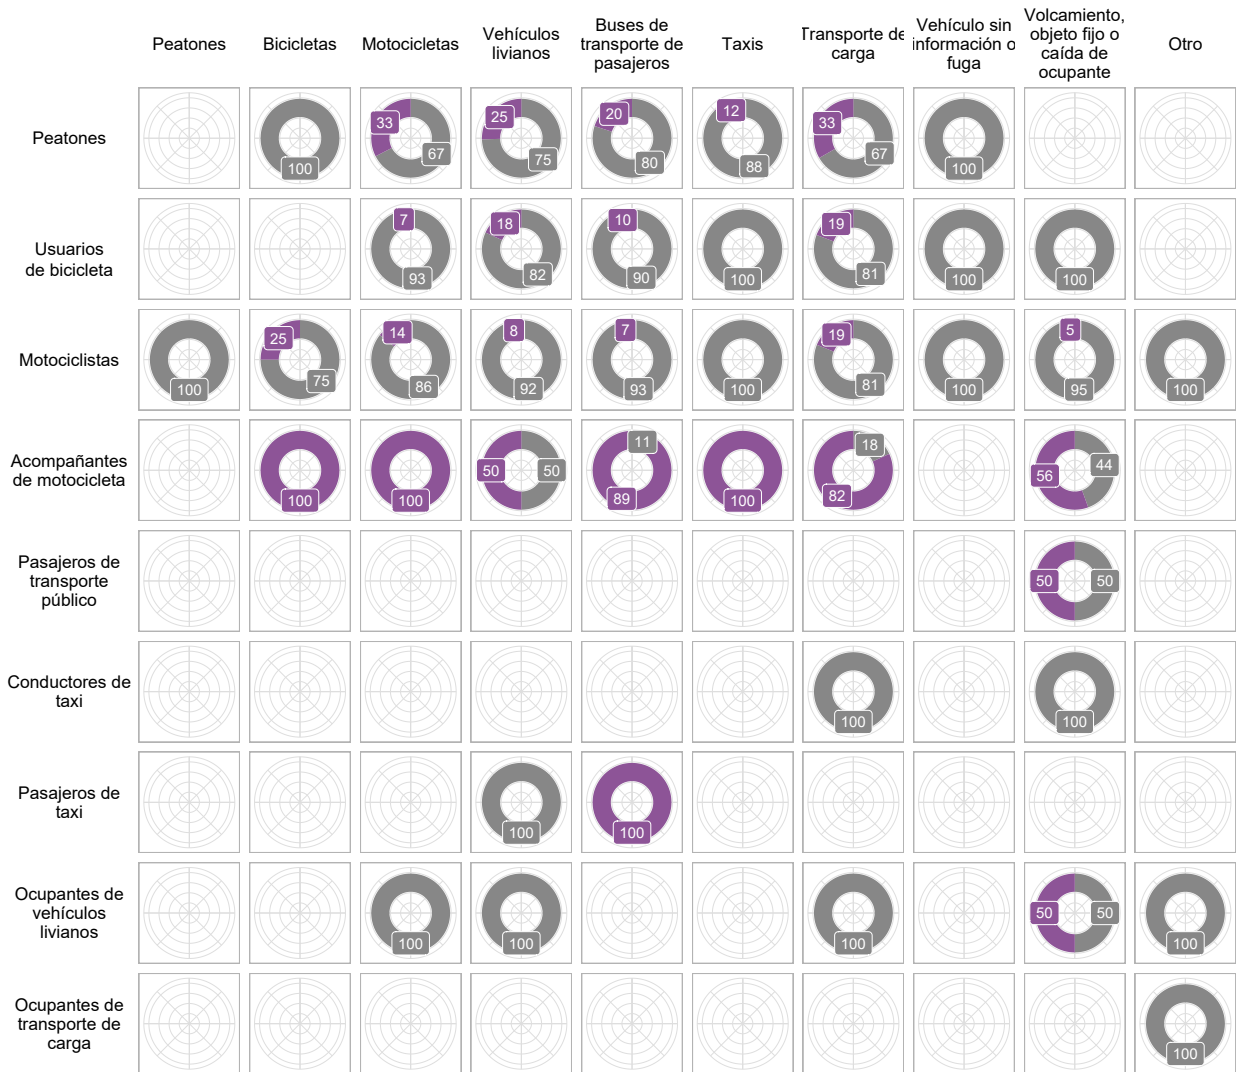 Peatones
Bicicletas
Motocicletas
Vehículos
livianos
Buses de
transporte de
pasajeros
Taxis
Transporte de
carga
Vehículo sin
información o
fuga
Volcamiento,
objeto fijo o
caída de
ocupante
Otro
Peatones
100
33
67
25
75
20
80
12
88
33
67
100
Usuarios
de bicicleta
7
93
18
82
10
90
100
19
81
100
100
Motociclistas
100
25
75
14
86
8
92
7
93
100
19
81
100
5
95
100
Acompañantes
de motocicleta
100
100
50
50
11
89
100
18
82
56
44
Pasajeros de
transporte
público
50
50
Conductores de
taxi
100
100
Pasajeros de
taxi
100
100
Ocupantes de
vehículos
livianos
100
100
100
50
50
100
Ocupantes de
transporte de
carga
100